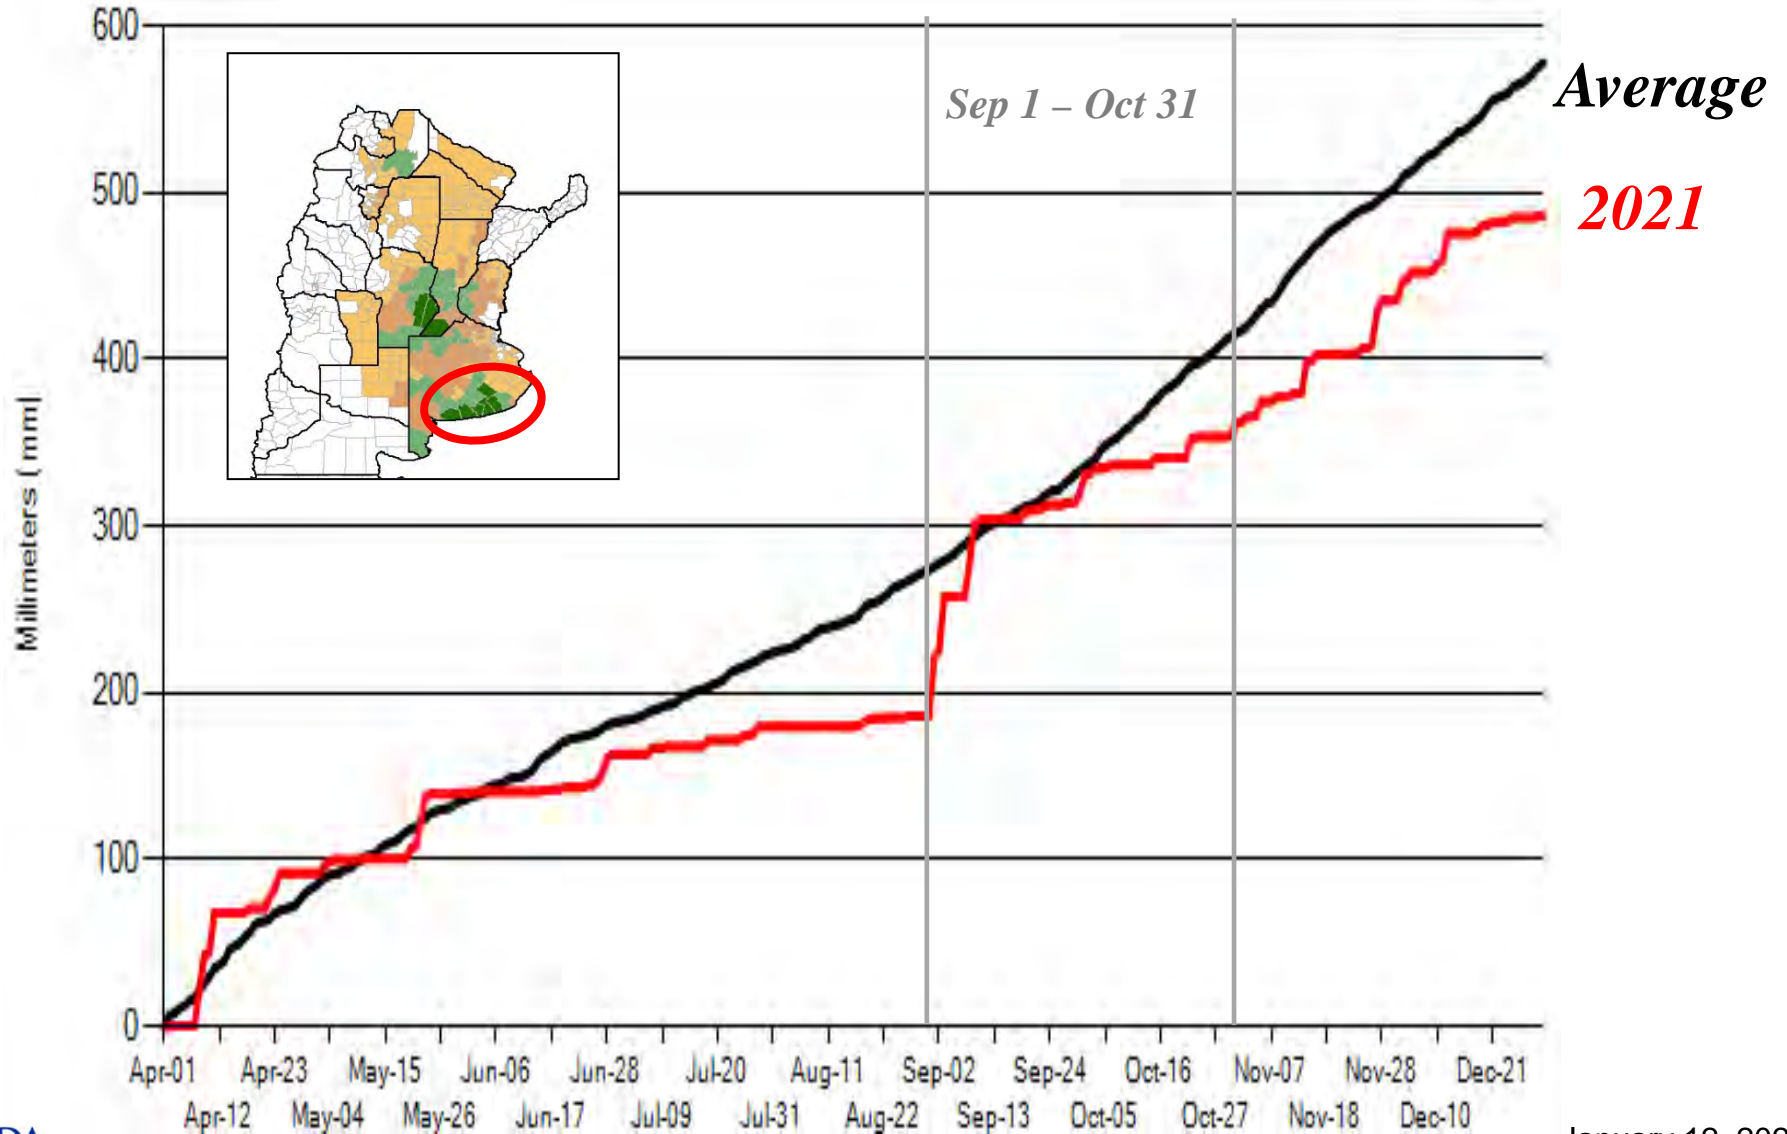 600
500
400
300
200
100
0
Millimeters ( mm)
Sep 1 – Oct 31
Average
2021
Apr-01 Apr-23 May-15 Jun-06 Jun-28 Jul-20 Aug-11 Sep-02 Sep-24 Oct-16 Nov-07 Nov-28 Dec-21
Apr-12 May-04 May-26 Jun-17 Jul-09 Jul-31 Aug-22 Sep-13 Oct-05 Oct-27 Nov-18 Dec-10